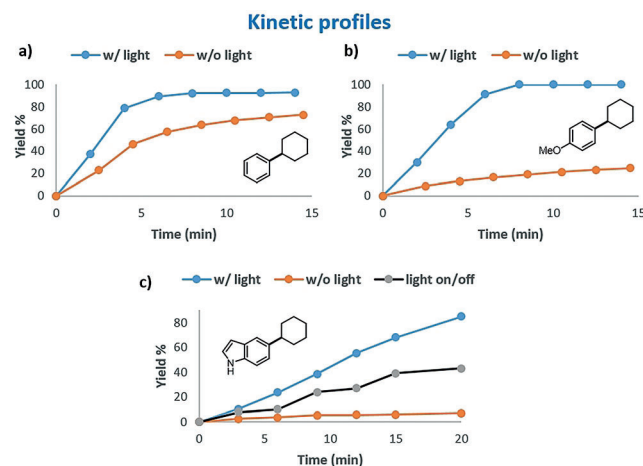 Kinetic profiles
a)
w/ light w/o light
Yield %
100
80
60
40
20
0
0 5 10 15
Time (min)
b)
w/ light w/o light
Yield %
100
80
60
40
20
0
MeO
0 5 10 15
Time (min)
c)
w/ light w/o light light on/off
Yield %
80
60
40
20
0
N
H
0 5 10 15 20
Time (min)